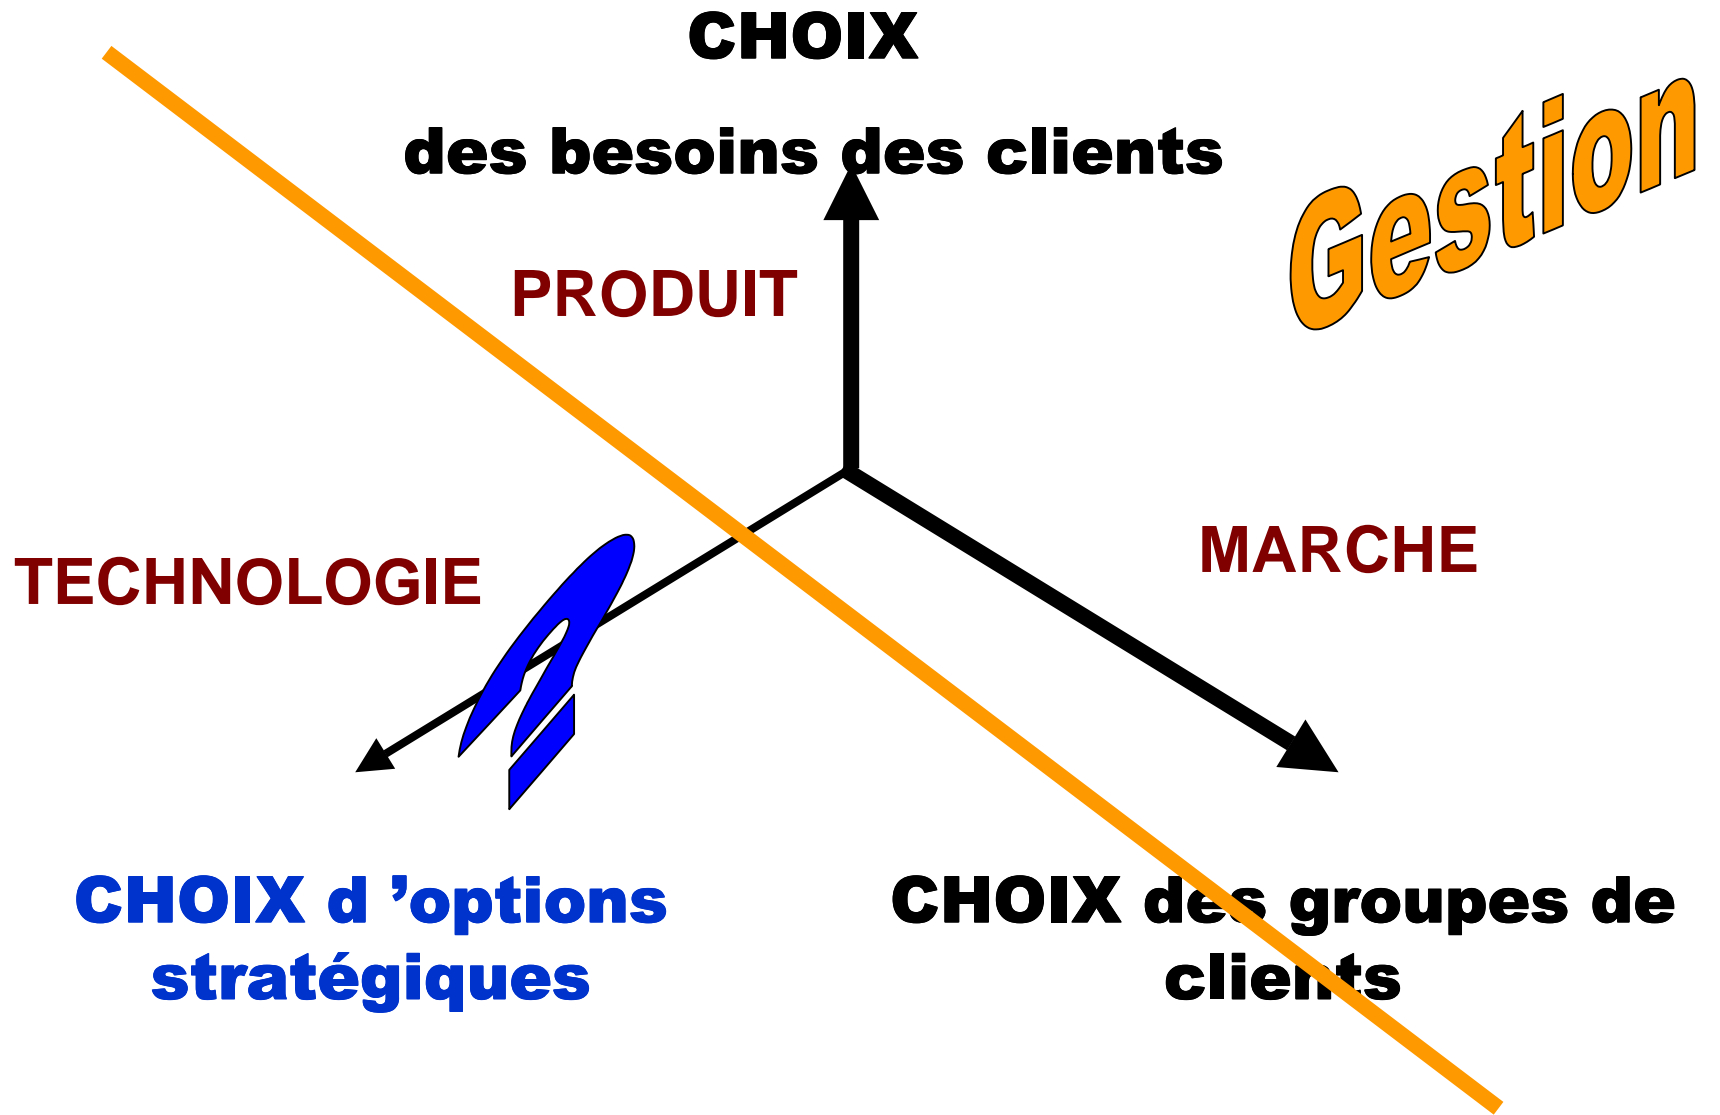 CHOIX
des besoins des clients
Gestion
PRODUIT
MARCHE
TECHNOLOGIE
?
CHOIX d ’options
stratégiques
CHOIX des groupes de
clients